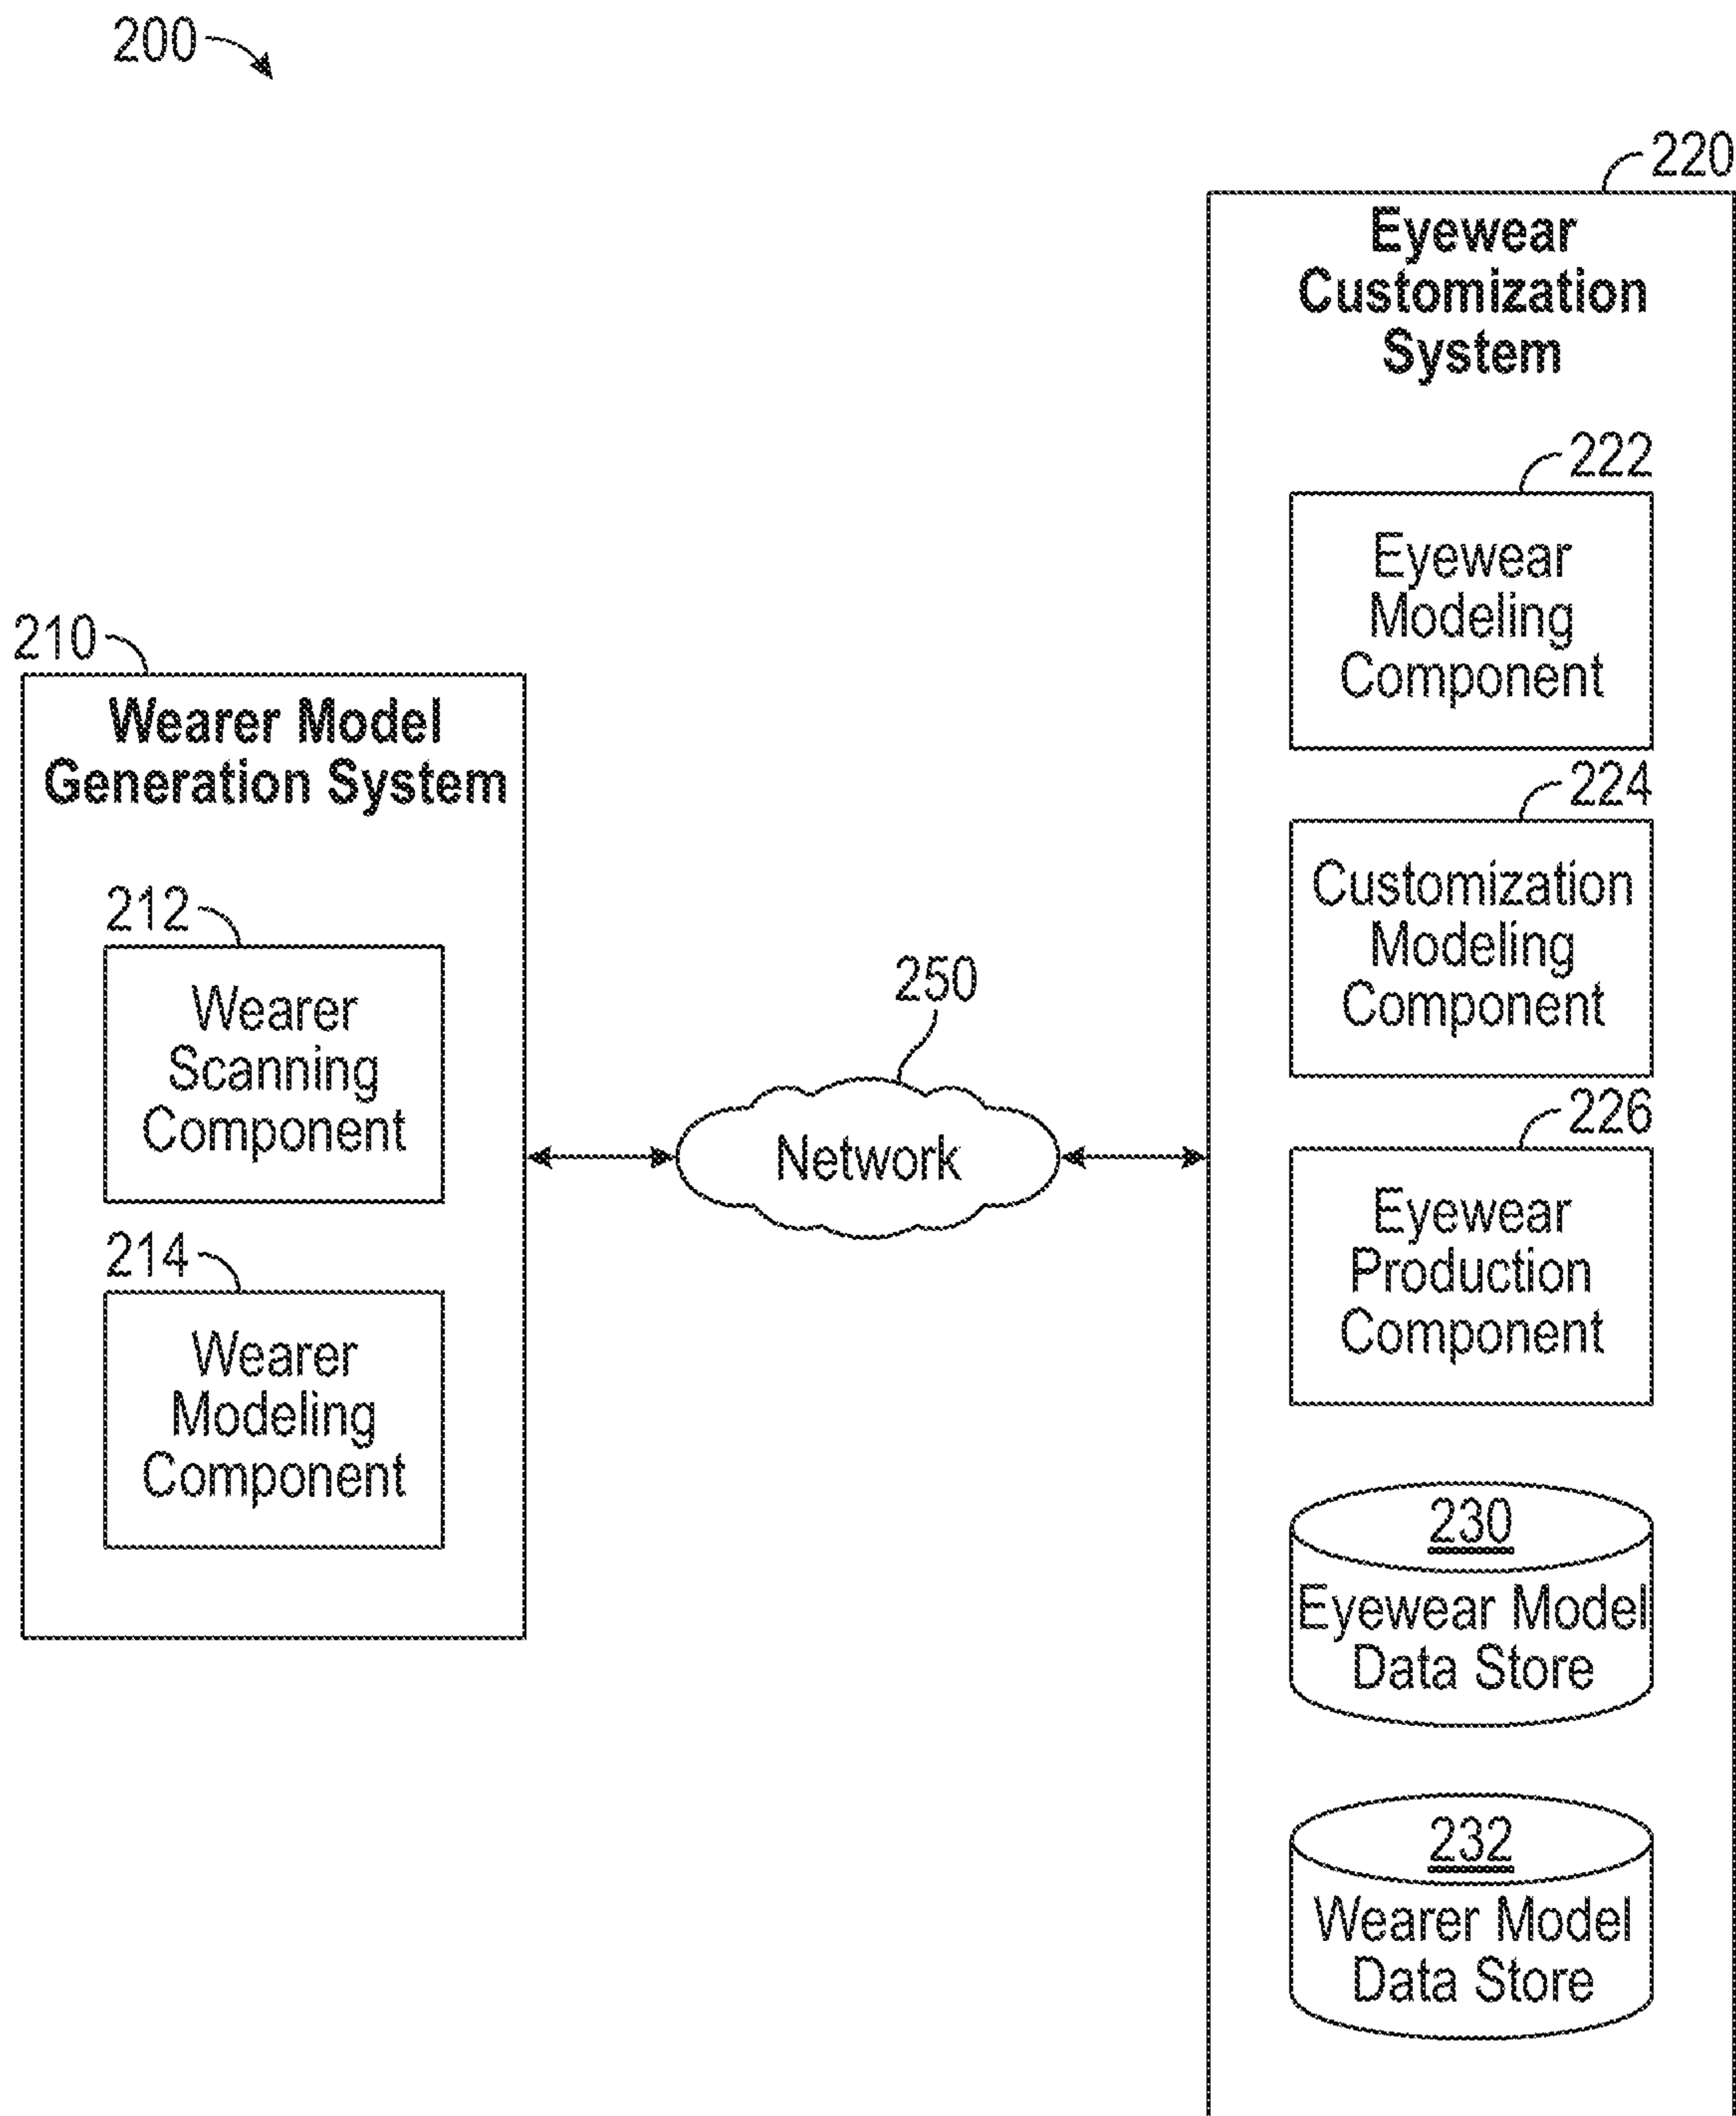 200
210
Wearer Model
Generation System
212
Wearer
Scanning
Component
214
Wearer
Modeling
Component
250
Network
220
Eyewear
Customization
System
222
Eyewear
Modeling
Component
224
Customization
Modeling
Component
226
Eyewear
Production
Component
230
Eyewear Model
Data Store
232
Wearer Model
Data Store